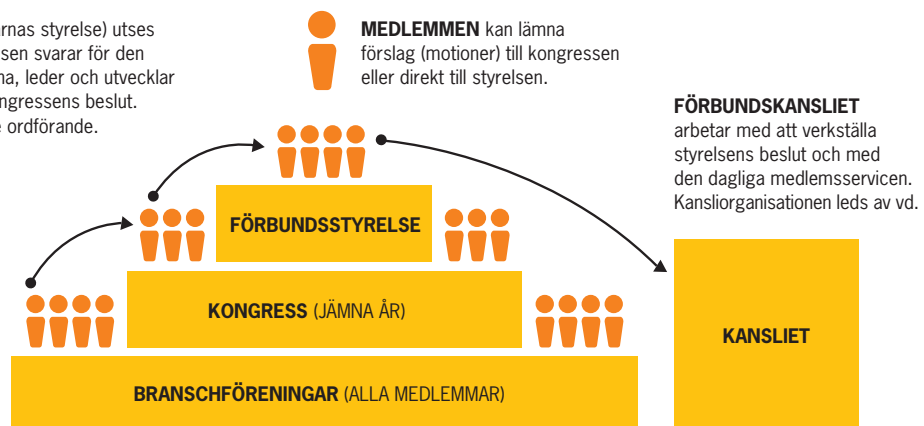 rnas styrelse) utses
sen svarar för den
na, leder och utvecklar
ngressens beslut.
e ordförande.
MEDLEMMEN kan lämna
förslag (motioner) till kongressen
eller direkt till styrelsen.
FÖRBUNDSKANSLIET
arbetar med att verkställa
styrelsens beslut och med
den dagliga medlemsservicen.
Kansliorganisationen leds av vd.
FÖRBUNDSSTYRELSE
KONGRESS (JÄMNA ÅR)
BRANSCHFÖRENINGAR (ALLA MEDLEMMAR)
KANSLIET